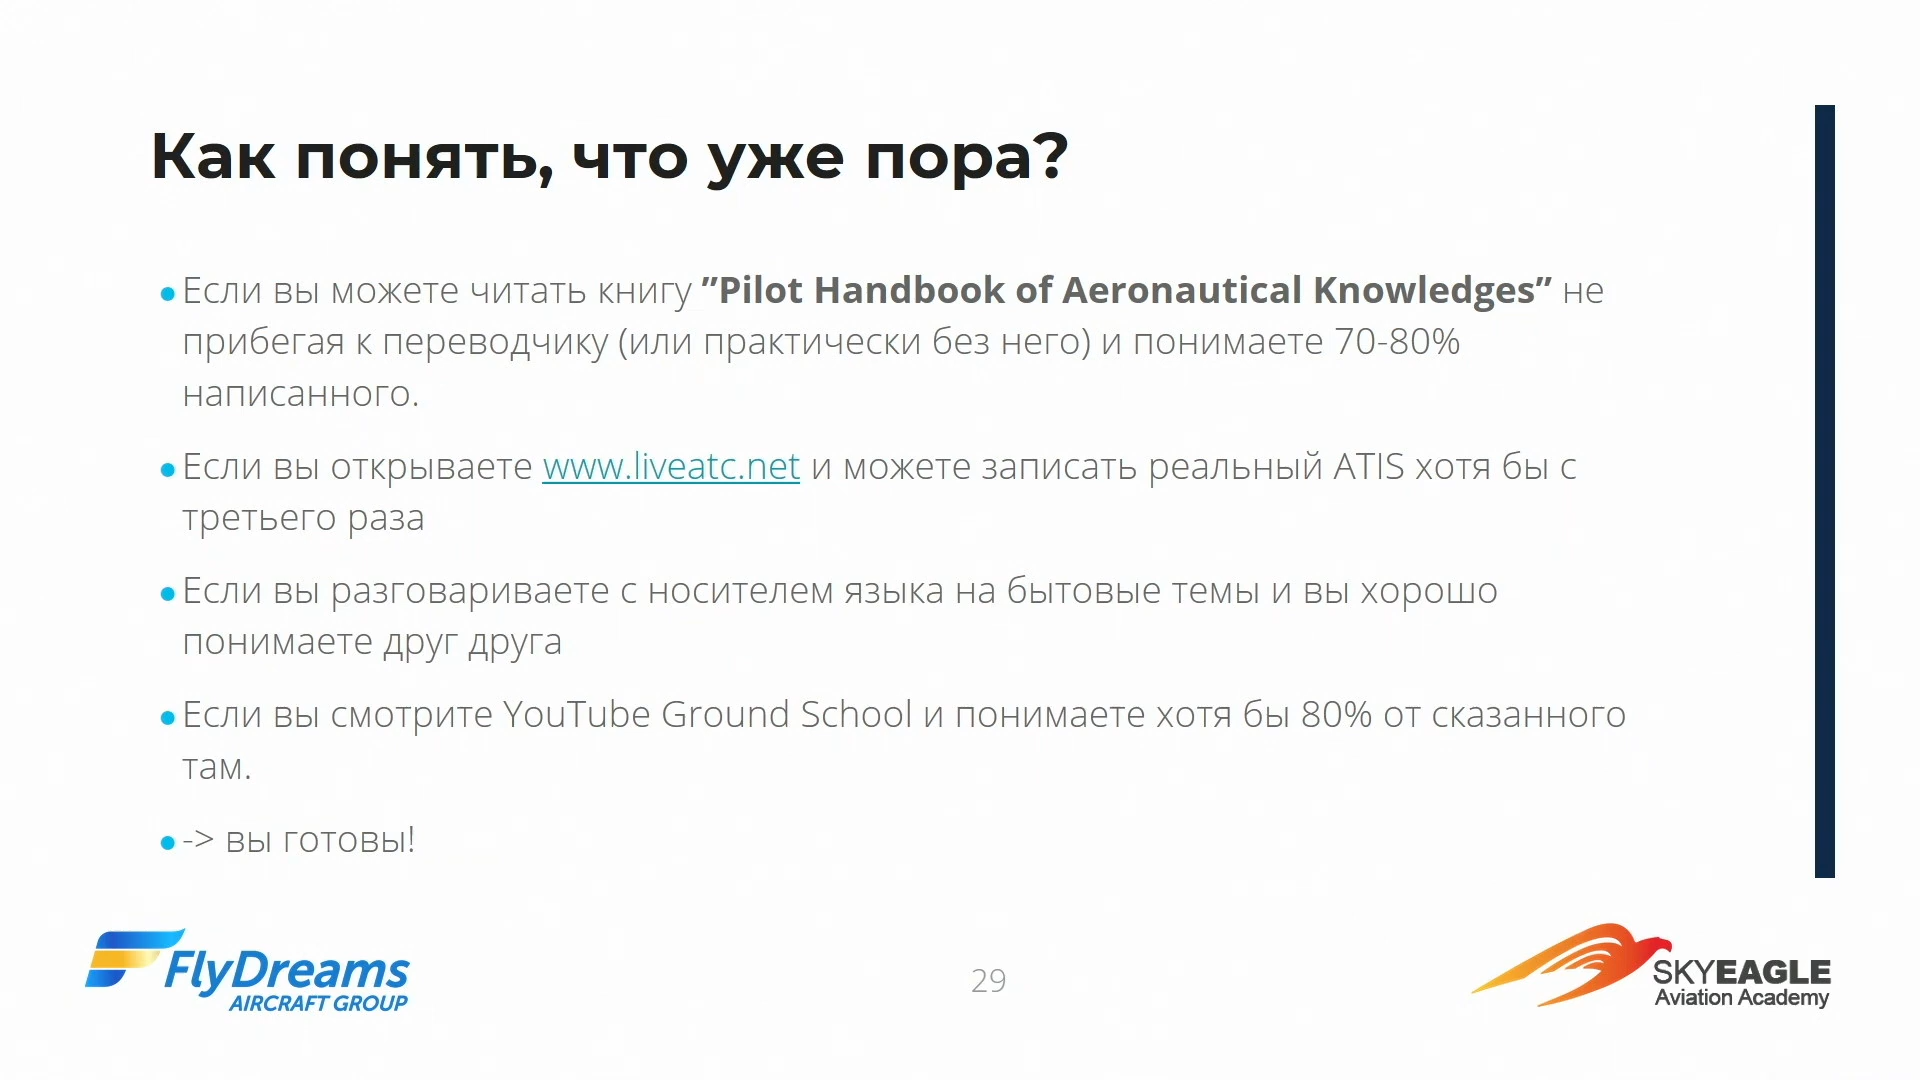 Как понять, что уже пора?
●Если вы можете читать книгу ”Pilot Handbook of Aeronautical Knowledges” не
прибегая к переводчику (или практически без него) и понимаете 70-80%
написанного.
●Если вы открываете www.liveatc.net и можете записать реальный ATIS хотя бы с
третьего раза
●Если вы разговариваете с носителем языка на бытовые темы и вы хорошо
понимаете друг друга
●Если вы смотрите YouTube Ground School и понимаете хотя бы 80% от сказанного
там.
●-> вы готовы!
FlyDreams
AIRCRAFT GROUP
29
SKYEAGLE
Aviation Academy